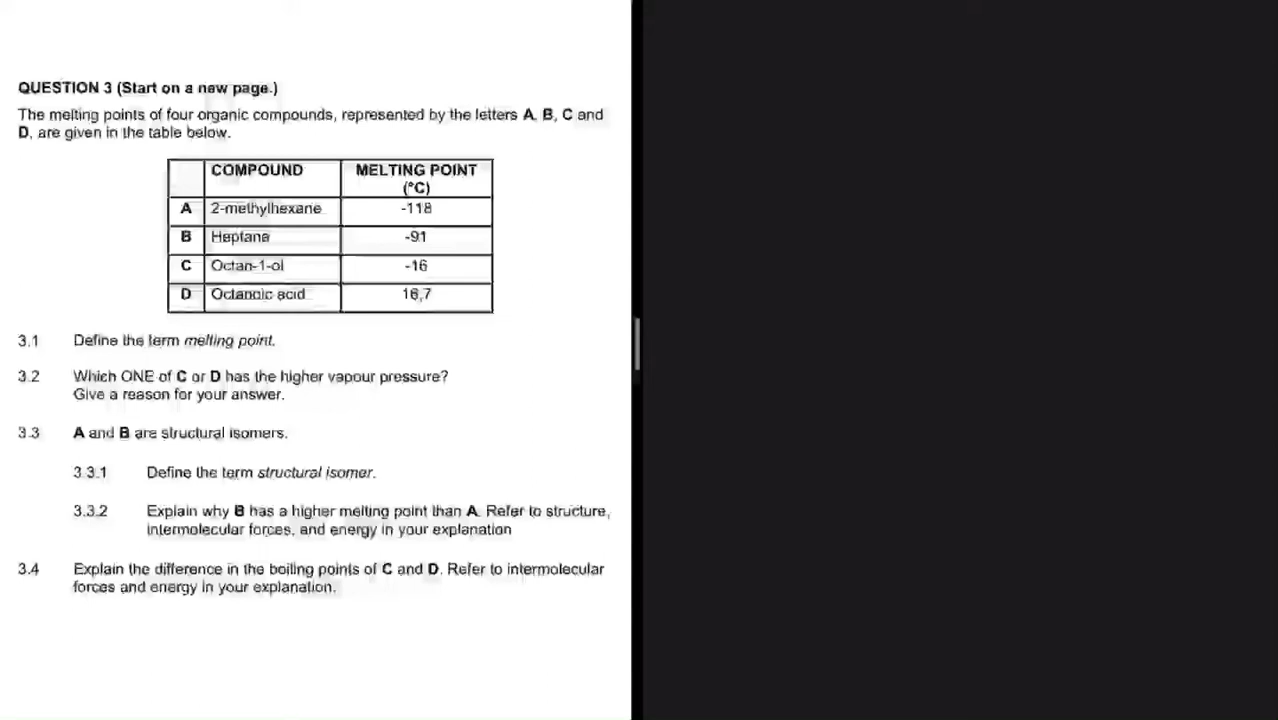 QUESTION 3 (Start on a new page.)
The melting points of four organic compounds, represented by the letters A, B, C and
D, are given in the table below.
COMPOUND MELTING POINT
(°C)
A 2-methylhexane -118
B Heptane -91
C Octan-1-ol -16
D Octanoic acid 16,7
3.1 Define the term melting point.
3.2 Which ONE of C or D has the higher vapour pressure?
Give a reason for your answer.
3.3 A and B are structural isomers.
3.3.1 Define the term structural isomer.
3.3.2 Explain why B has a higher melting point than A. Refer to structure,
intermolecular forces, and energy in your explanation
3.4 Explain the difference in the boiling points of C and D. Refer to intermolecular
forces and energy in your explanation.